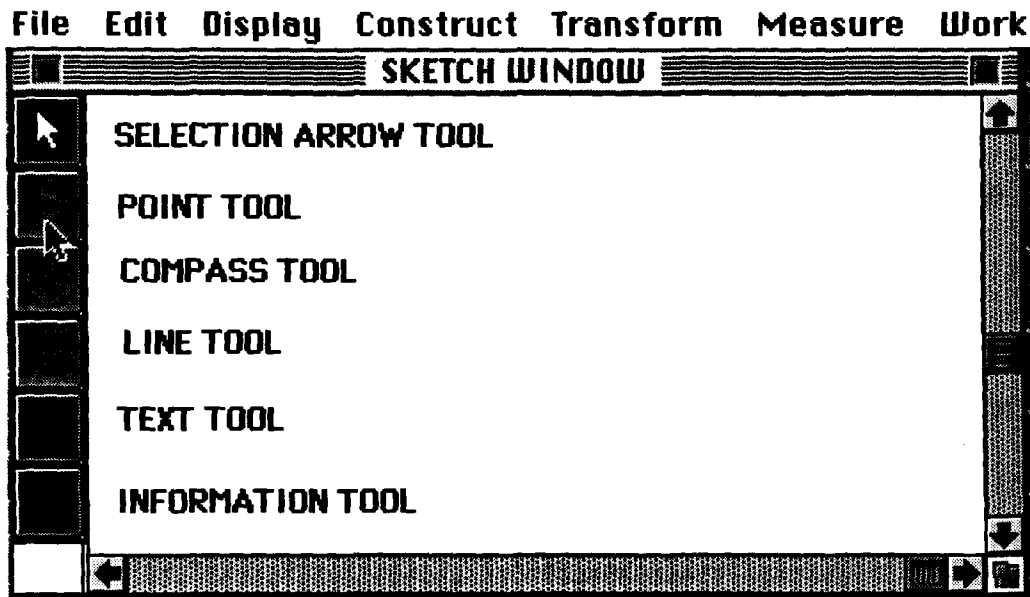 File Edit Display Construct Transform Measure Work
SKETCH WINDOW
SELECTION ARROW TOOL
POINT TOOL
COMPASS TOOL
LINE TOOL
TEXT TOOL
INFORMATION TOOL